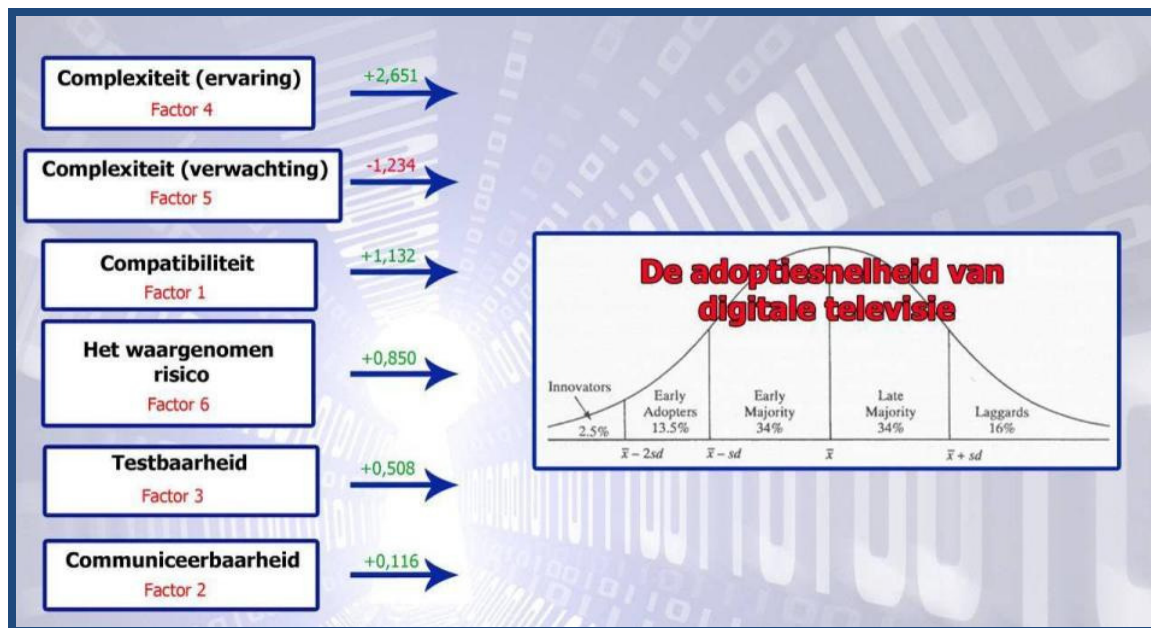 Complexiteit (ervaring)
Factor 4
+2,651
Complexiteit (verwachting)
Factor 5
-1,234
Compatibiliteit
Factor 1
+1,132
Het waargenomen
risico
Factor 6
+0,850
Testbaarheid
Factor 3
+0,508
Communiceerbaarheid
Factor 2
+0,116
De adoptiesnelheid van
digitale televisie
Innovators
2.5%
Early
Adopters
13.5%
Early
Majority
34%
Late
Majority
34%
Laggards
16%
x̄ − 2sd
x̄ − sd
x̄
x̄ + sd